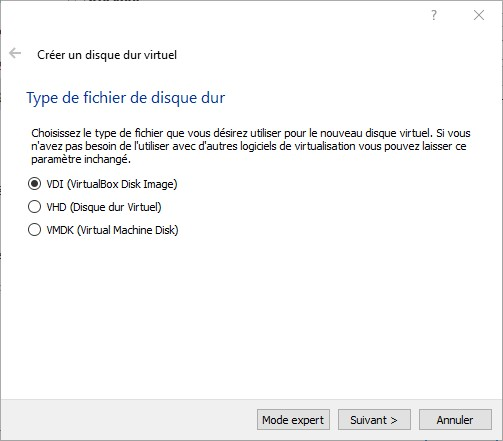 ?
Créer un disque dur virtuel
Type de fichier de disque dur
Choisissez le type de fichier que vous désirez utiliser pour le nouveau disque virtuel. Si vous
n'avez pas besoin de l'utiliser avec d'autres logiciels de virtualisation vous pouvez laisser ce
paramètre inchangé.
VDI (VirtualBox Disk Image)
VHD (Disque dur Virtuel)
VMDK (Virtual Machine Disk)
Mode expert Suivant > Annuler